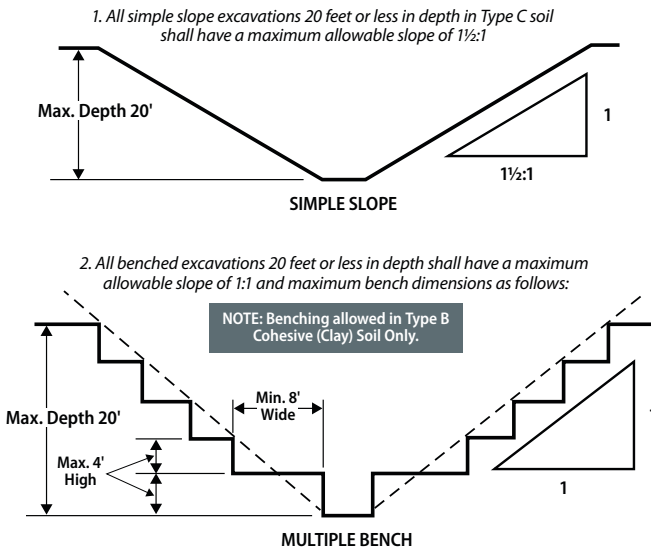 1. All simple slope excavations 20 feet or less in depth in Type C soil
shall have a maximum allowable slope of 1½:1
Max. Depth 20'
1
1½:1
SIMPLE SLOPE
2. All benched excavations 20 feet or less in depth shall have a maximum
allowable slope of 1:1 and maximum bench dimensions as follows:
NOTE: Benching allowed in Type B
Cohesive (Clay) Soil Only.
Min. 8'
Wide
Max. Depth 20'
Max. 4'
High
1
MULTIPLE BENCH